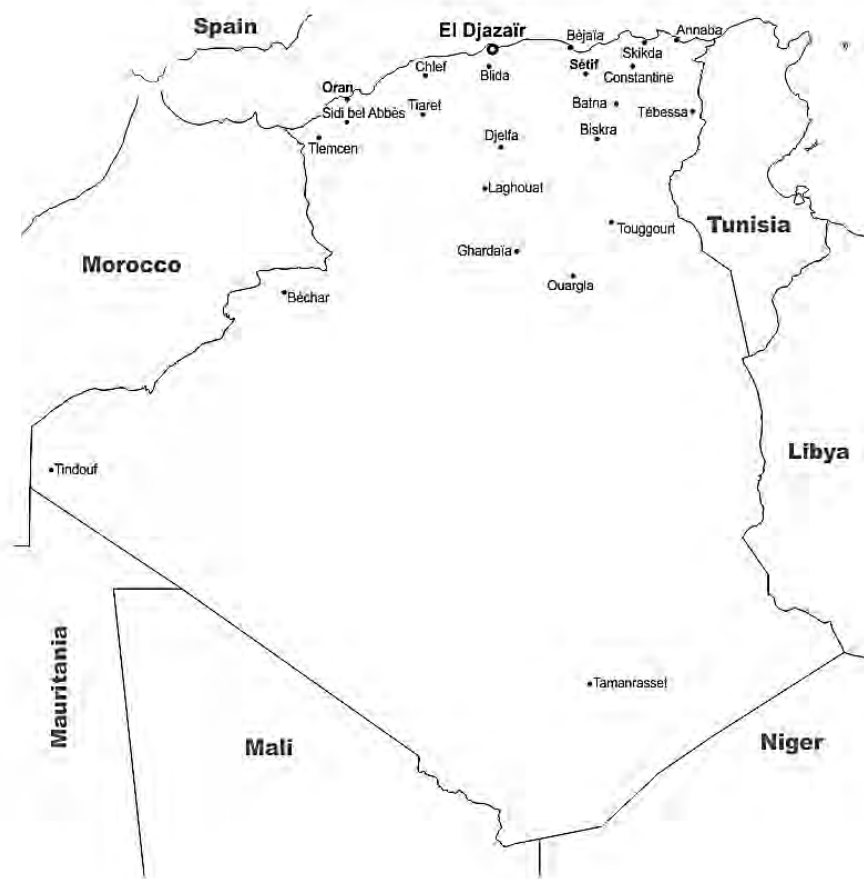 Spain
El Djazaïr
Bèjaïa
Annaba
Skikda
Chlef
Blida
Sétif
Constantine
Oran
Sidi bel Abbès
Tiaret
Batna
Tébessa
Tlemcen
Djelfa
Biskra
Laghouat
Touggourt
Tunisia
Ghardaïa
Morocco
Ouargla
Béchar
Libya
Tindouf
Mauritania
Tamanrasset
Mali
Niger